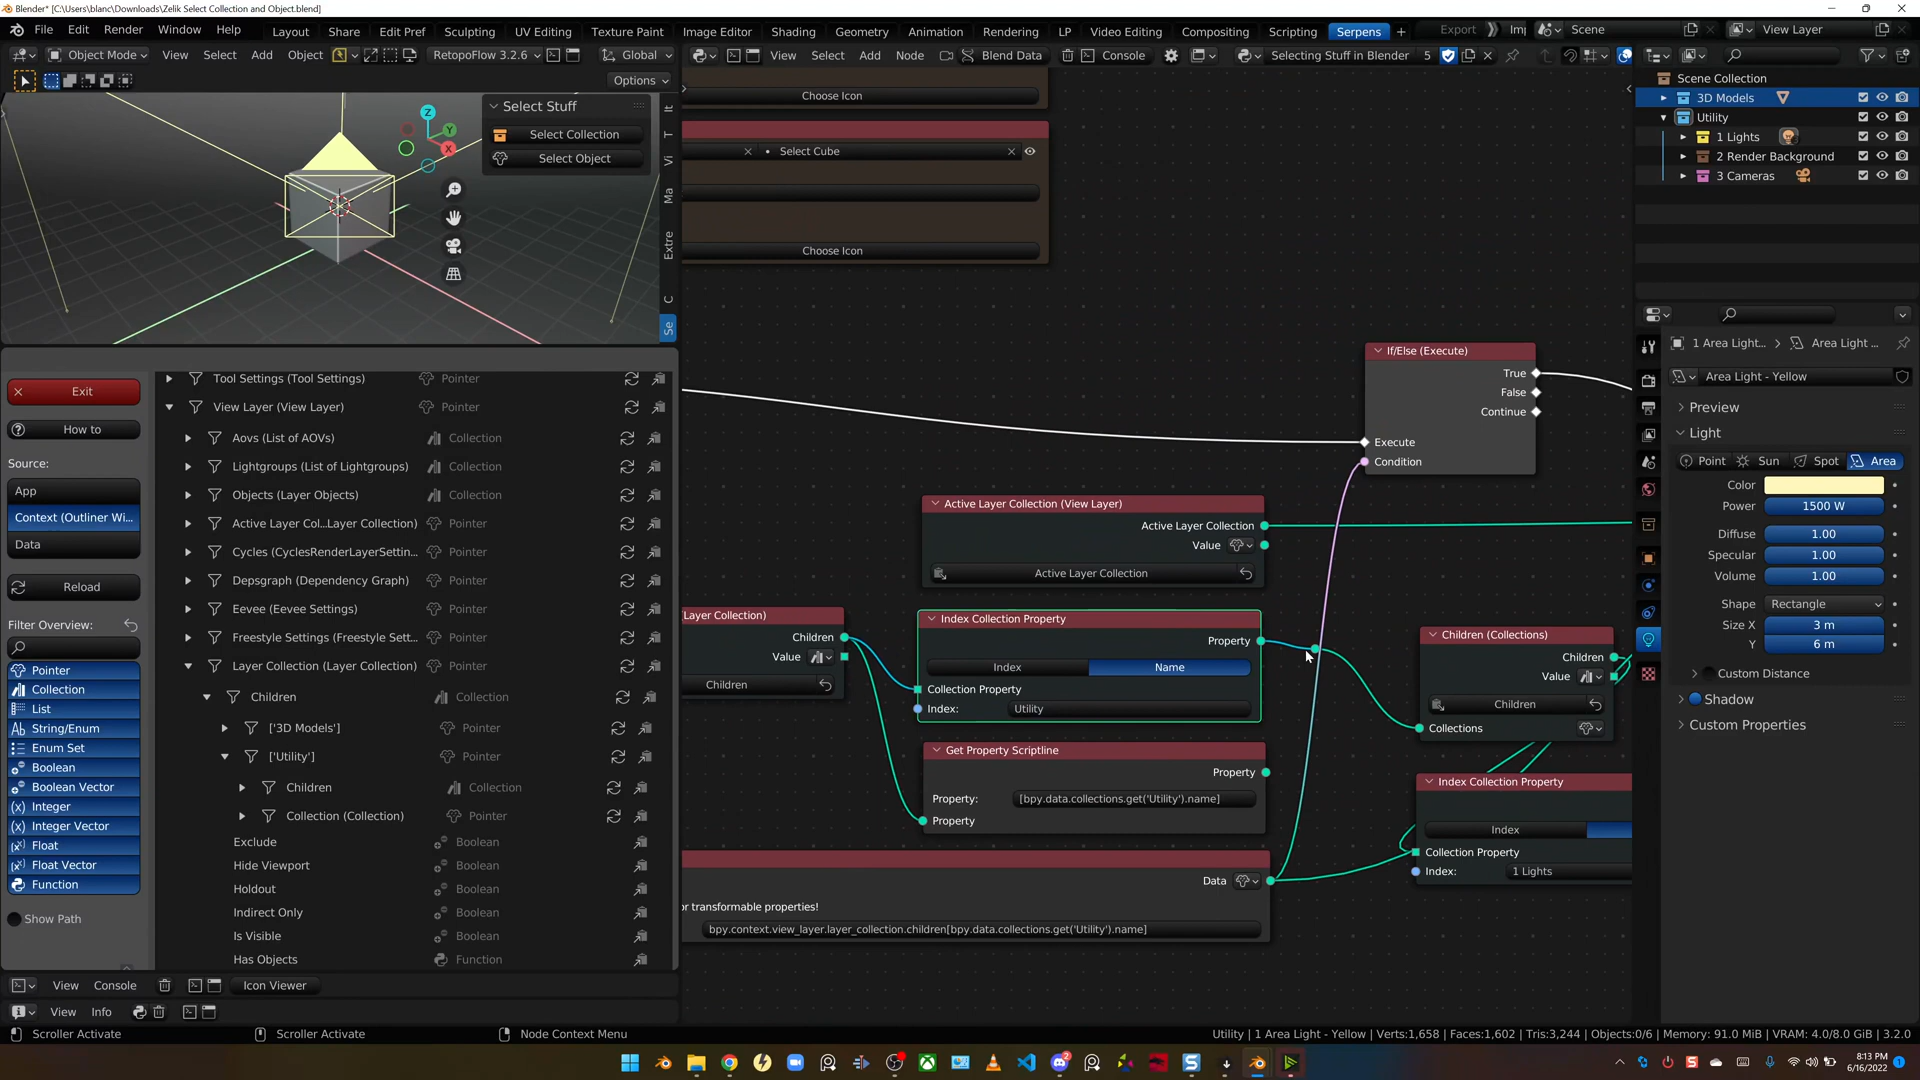 Blender* [C:\Users\blanc\Downloads\Zelik Select Collection and Object.blend]
File Edit Render Window Help Layout Share Edit Pref Sculpting UV Editing Texture Paint Image Editor Shading Geometry Animation Rendering LP Video Editing Compositing Scripting Serpens + Export Imp Scene View Layer
Object Mode View Select Add Object RetopoFlow 3.2.6 Global View Select Add Node Blend Data Console Selecting Stuff in Blender 5
Options
Select Stuff
Select Collection
Select Object
Z
Y
X
It
T
Vi
Ma
Extre
C
Se
Choose Icon
Select Cube
Choose Icon
If/Else (Execute)
True
False
Continue
Execute
Condition
Active Layer Collection (View Layer)
Active Layer Collection
Value
Active Layer Collection
Layer Collection)
Children
Value
Children
Index Collection Property
Property
Index Name
Collection Property
Index: Utility
Get Property Scriptline
Property
Property: [bpy.data.collections.get('Utility').name]
Property
Data
or transformable properties!
bpy.context.view_layer.layer_collection.children[bpy.data.collections.get('Utility').name]
Children (Collections)
Children
Value
Children
Collections
Index Collection Property
Index
Collection Property
Index: 1 Lights
Exit
How to
Source:
App
Context (Outliner Wi...
Data
Reload
Filter Overview:
Pointer
Collection
List
String/Enum
Enum Set
Boolean
Boolean Vector
Integer
Integer Vector
Float
Float Vector
Function
Show Path
Tool Settings (Tool Settings) Pointer
View Layer (View Layer) Pointer
Aovs (List of AOVs) Collection
Lightgroups (List of Lightgroups) Collection
Objects (Layer Objects) Collection
Active Layer Col...Layer Collection) Pointer
Cycles (CyclesRenderLayerSettin... Pointer
Depsgraph (Dependency Graph) Pointer
Eevee (Eevee Settings) Pointer
Freestyle Settings (Freestyle Sett... Pointer
Layer Collection (Layer Collection) Pointer
Children Collection
['3D Models'] Pointer
['Utility'] Pointer
Children Collection
Collection (Collection) Pointer
Exclude Boolean
Hide Viewport Boolean
Holdout Boolean
Indirect Only Boolean
Is Visible Boolean
Has Objects Function
View Console Icon Viewer
View Info
Scene Collection
3D Models
Utility
1 Lights
2 Render Background
3 Cameras
1 Area Light... Area Light ...
Area Light - Yellow
Preview
Light
Point Sun Spot Area
Color
Power 1500 W
Diffuse 1.00
Specular 1.00
Volume 1.00
Shape Rectangle
Size X 3 m
Y 6 m
Custom Distance
Shadow
Custom Properties
Scroller Activate Scroller Activate Node Context Menu Utility | 1 Area Light - Yellow | Verts:1,658 | Faces:1,602 | Tris:3,244 | Objects:0/6 | Memory: 91.0 MiB | VRAM: 4.0/8.0 GiB | 3.2.0
2
8:13 PM
6/16/2022
1